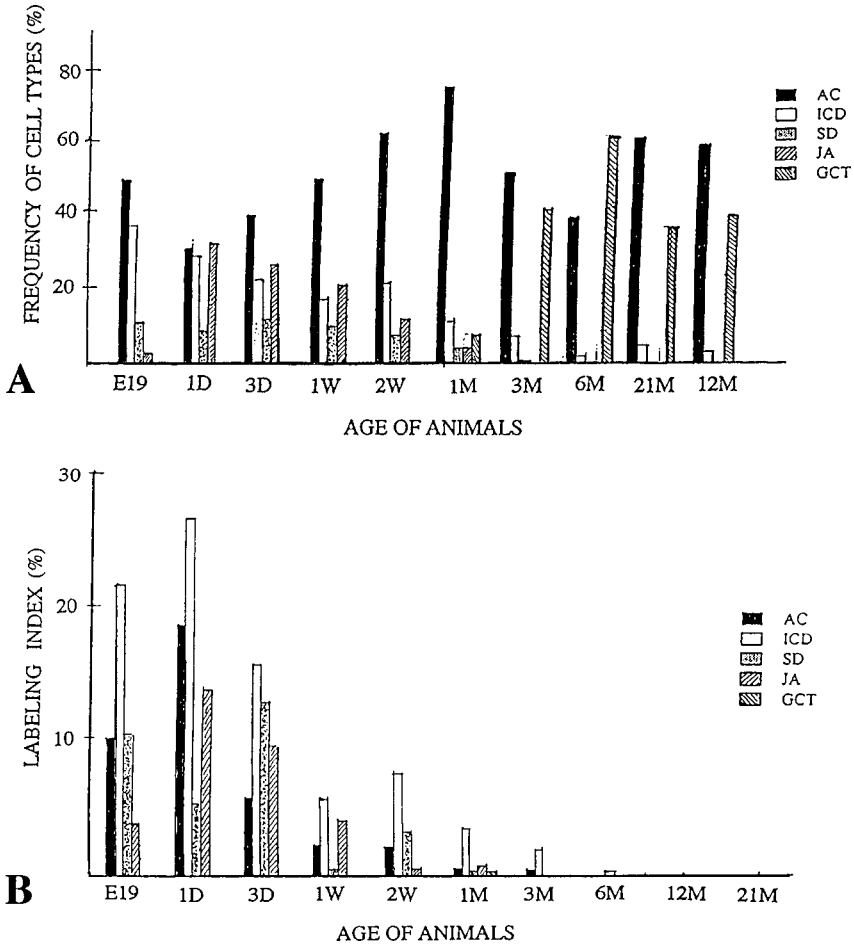 FREQUENCY OF CELL TYPES (%)
80
60
40
20
AC
ICD
SD
JA
GCT
A
E19 1D 3D 1W 2W 1M 3M 6M 21M 12M
AGE OF ANIMALS
LABELING INDEX (%)
30
20
10
AC
ICD
SD
JA
GCT
B
E19 1D 3D 1W 2W 1M 3M 6M 12M 21M
AGE OF ANIMALS